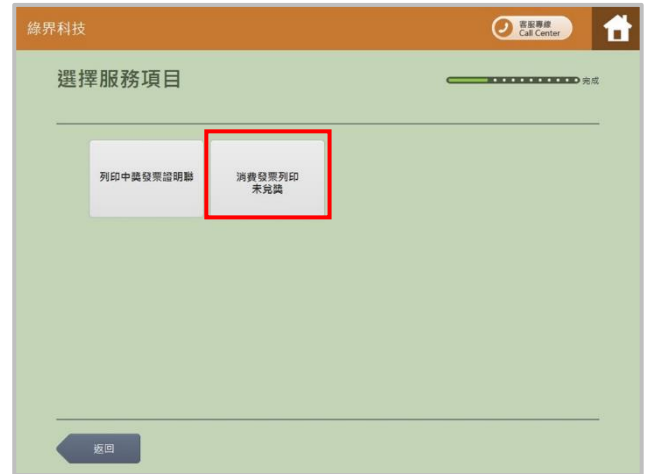 綠界科技
客服專線
Call Center
選擇服務項目
完成
列印中獎發票證明聯
消費發票列印
未兌獎
返回